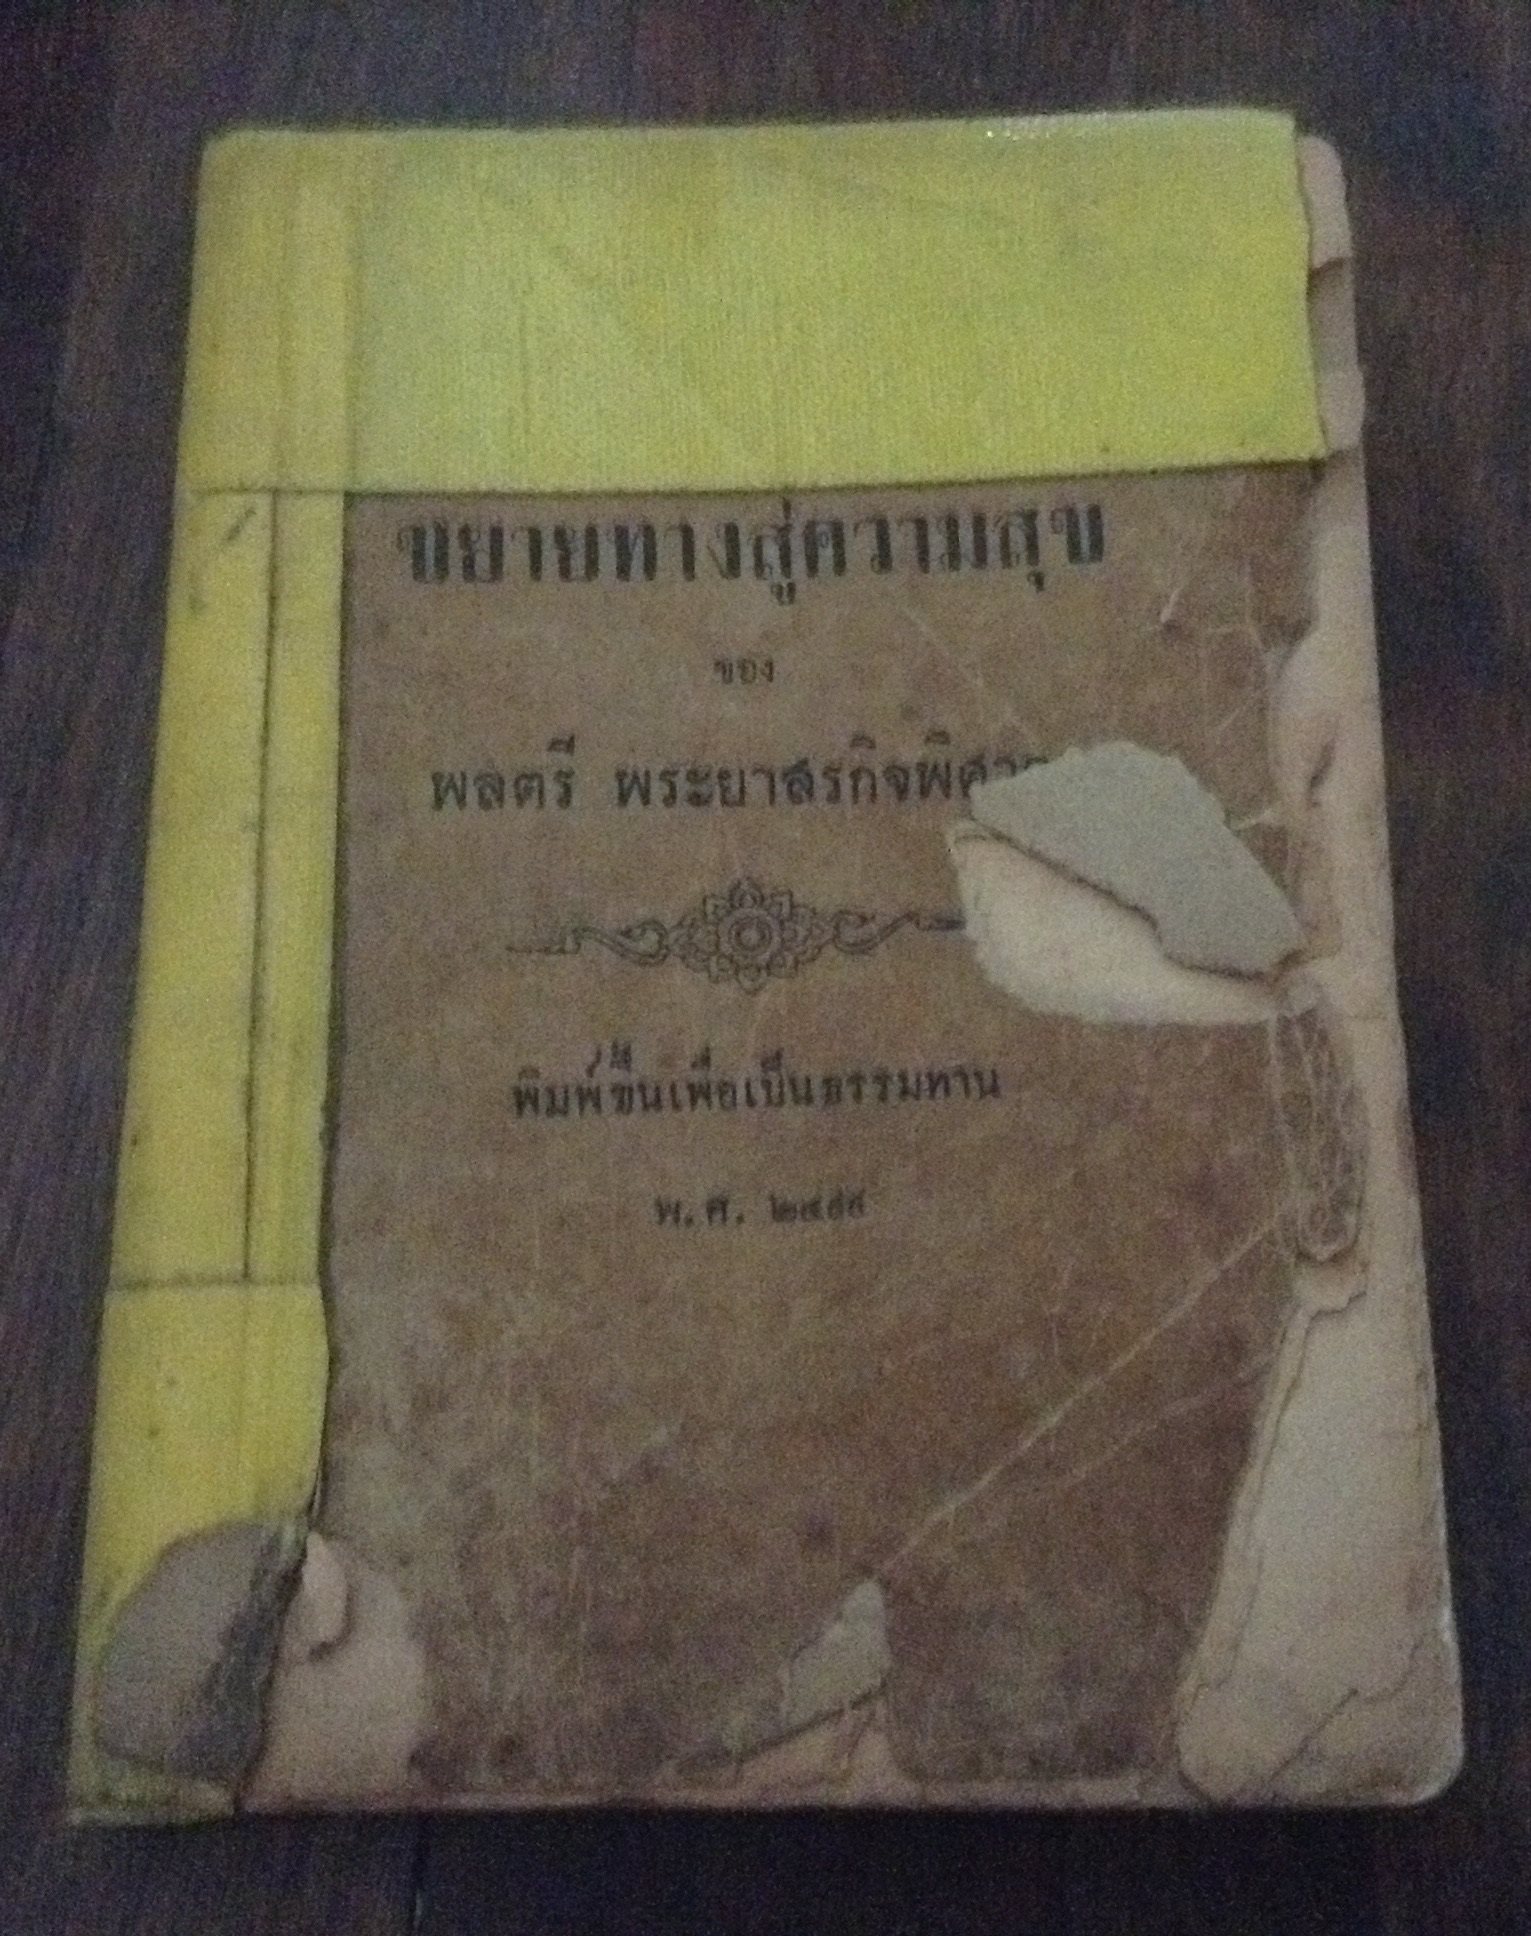 ขยายทางสู่ความสุข
ของ
พลตรี พระยาสรกิจพิศาล
พิมพ์ขึ้นเพื่อเป็นธรรมทาน
พ.ศ.